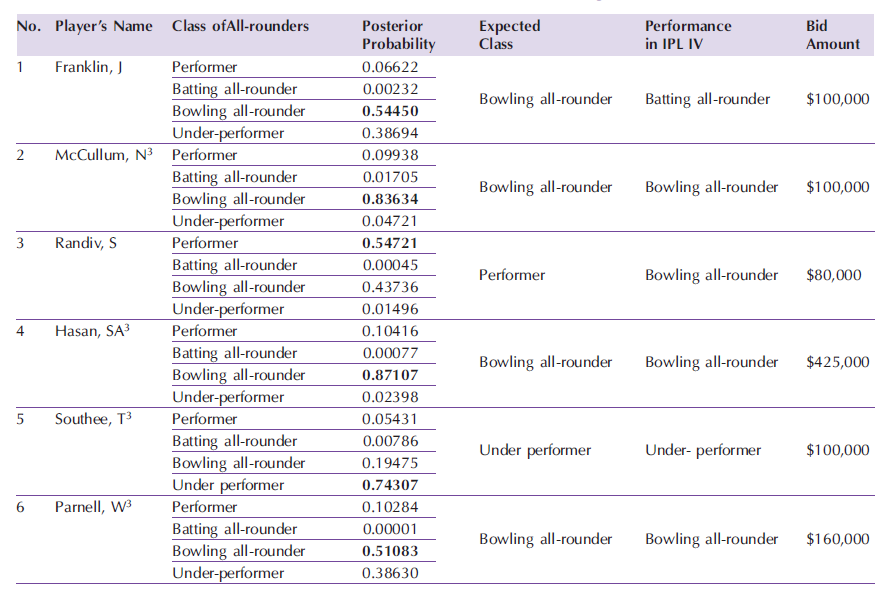 No. Player's Name Class ofAll-rounders Posterior Probability Expected Class Performance in IPL IV Bid Amount
1 Franklin, J Performer 0.06622
Batting all-rounder 0.00232
Bowling all-rounder 0.54450
Under-performer 0.38694
Bowling all-rounder Batting all-rounder $100,000
2 McCullum, N³ Performer 0.09938
Batting all-rounder 0.01705
Bowling all-rounder 0.83634
Under-performer 0.04721
Bowling all-rounder Bowling all-rounder $100,000
3 Randiv, S Performer 0.54721
Batting all-rounder 0.00045
Bowling all-rounder 0.43736
Under-performer 0.01496
Performer Bowling all-rounder $80,000
4 Hasan, SA³ Performer 0.10416
Batting all-rounder 0.00077
Bowling all-rounder 0.87107
Under-performer 0.02398
Bowling all-rounder Bowling all-rounder $425,000
5 Southee, T³ Performer 0.05431
Batting all-rounder 0.00786
Bowling all-rounder 0.19475
Under performer 0.74307
Under performer Under- performer $100,000
6 Parnell, W³ Performer 0.10284
Batting all-rounder 0.00001
Bowling all-rounder 0.51083
Under-performer 0.38630
Bowling all-rounder Bowling all-rounder $160,000